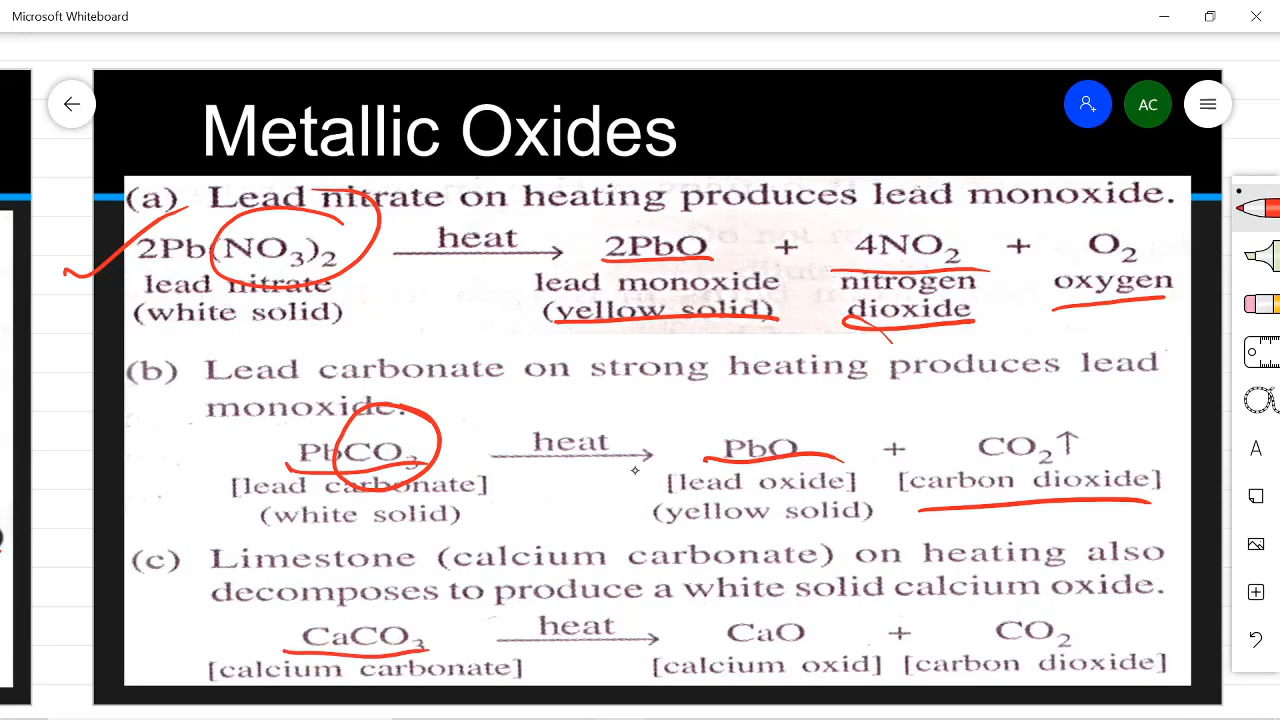 Microsoft Whiteboard
AC
Metallic Oxides
(a) Lead nitrate on heating produces lead monoxide.
2Pb(NO₃)₂ heat → 2PbO + 4NO₂ + O₂
lead nitrate lead monoxide nitrogen oxygen
(white solid) (yellow solid) dioxide
(b) Lead carbonate on strong heating produces lead
monoxide.
PbCO₃ heat → PbO + CO₂↑
[lead carbonate] [lead oxide] [carbon dioxide]
(white solid) (yellow solid)
(c) Limestone (calcium carbonate) on heating also
decomposes to produce a white solid calcium oxide.
CaCO₃ heat → CaO + CO₂
[calcium carbonate] [calcium oxid] [carbon dioxide]